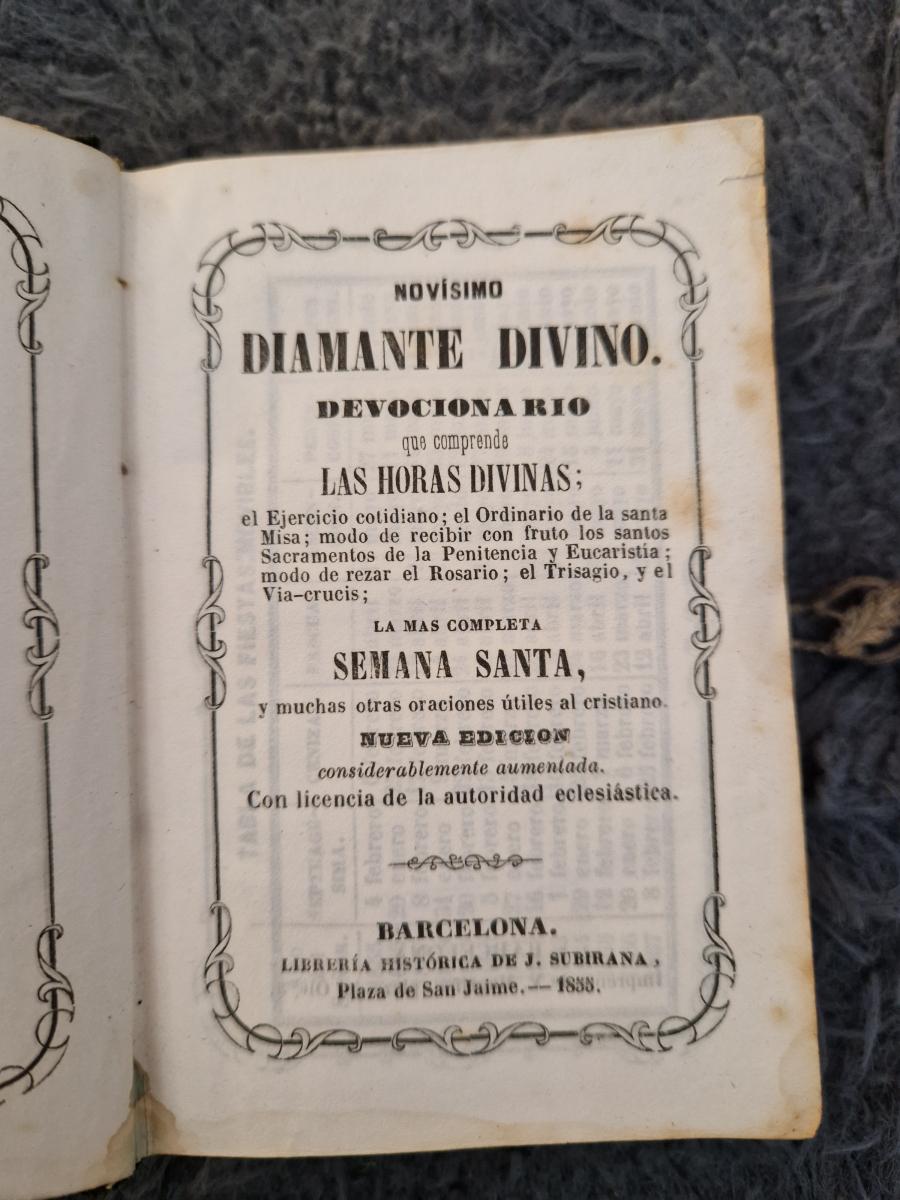 NOVÍSIMO
DIAMANTE DIVINO.
DEVOCIONARIO
que comprende
LAS HORAS DIVINAS;
el Ejercicio cotidiano; el Ordinario de la santa
Misa; modo de recibir con fruto los santos
Sacramentos de la Penitencia y Eucaristía;
modo de rezar el Rosario; el Trisagio, y el
Via-crucis;
LA MAS COMPLETA
SEMANA SANTA,
y muchas otras oraciones útiles al cristiano.
NUEVA EDICION
considerablemente aumentada.
Con licencia de la autoridad eclesiástica.
BARCELONA.
LIBRERÍA HISTÓRICA DE J. SUBIRANA,
Plaza de San Jaime.—1855.